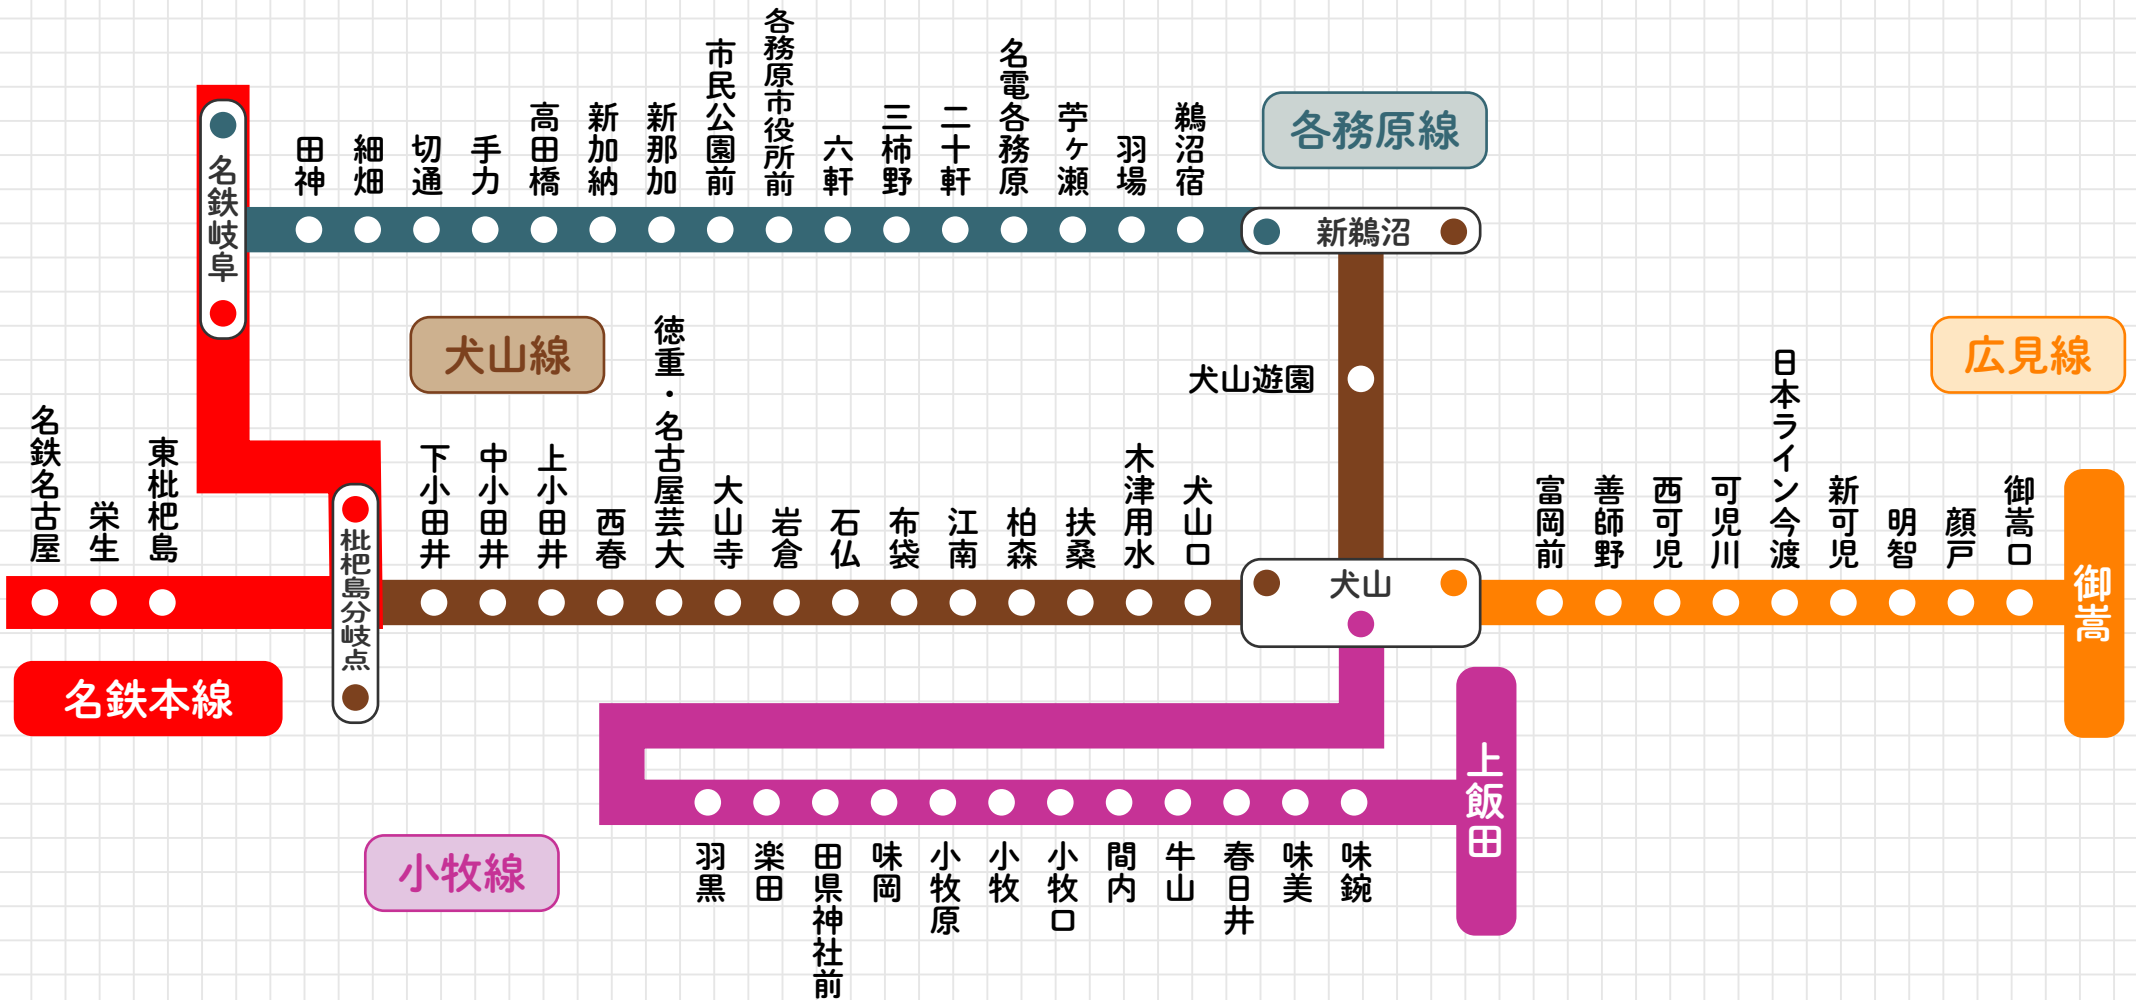 各務原線
名鉄岐阜
田神
細畑
切通
手力
高田橋
新加納
新那加
市民公園前
各務原市役所前
六軒
三柿野
二十軒
名電各務原
苧ヶ瀬
羽場
鵜沼宿
新鵜沼
犬山線
犬山遊園
広見線
名鉄名古屋
栄生
東枇杷島
枇杷島分岐点
下小田井
中小田井
上小田井
西春
徳重・名古屋芸大
大山寺
岩倉
石仏
布袋
江南
柏森
扶桑
木津用水
犬山口
犬山
富岡前
善師野
西可児
可児川
日本ライン今渡
新可児
明智
顔戸
御嵩口
御嵩
名鉄本線
小牧線
羽黒
楽田
田県神社前
味岡
小牧原
小牧
小牧口
間内
牛山
春日井
味美
味鋺
上飯田